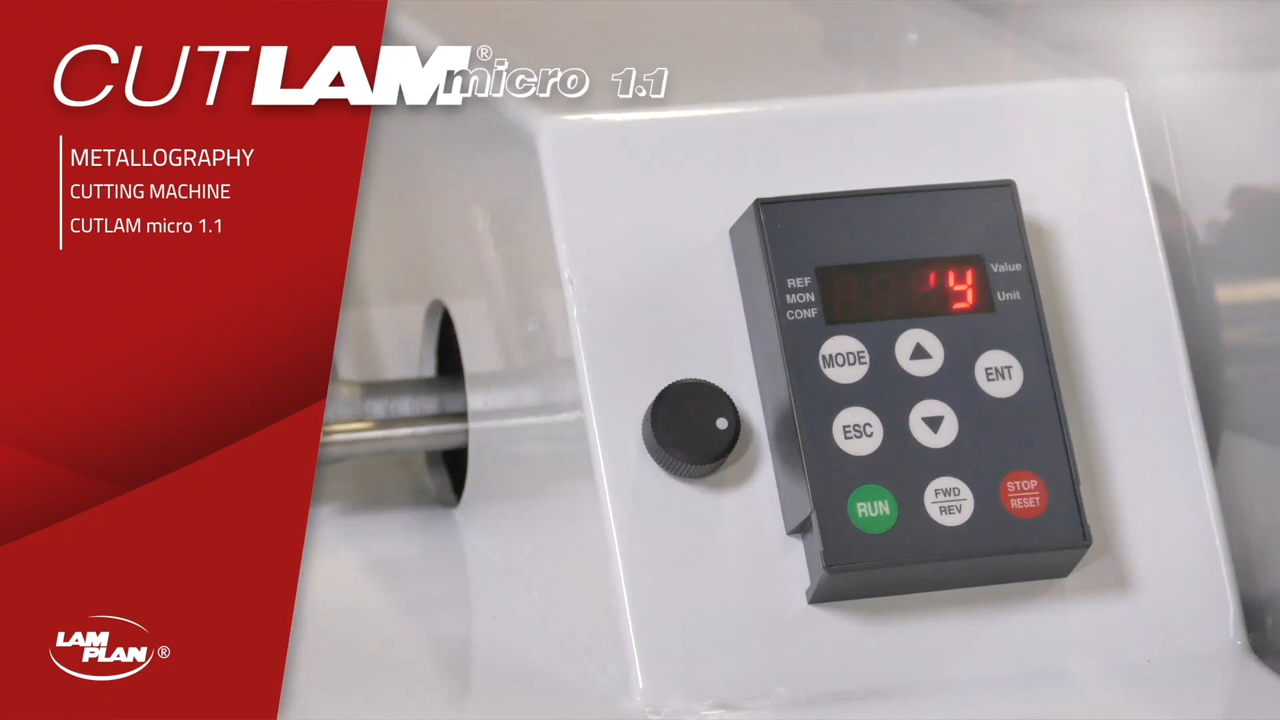 CUTLAM® micro 1.1
METALLOGRAPHY
CUTTING MACHINE
CUTLAM micro 1.1
REF
MON
CONF
Value
Unit
MODE
ENT
ESC
RUN
FWD
REV
STOP
RESET
LAM
PLAN ®